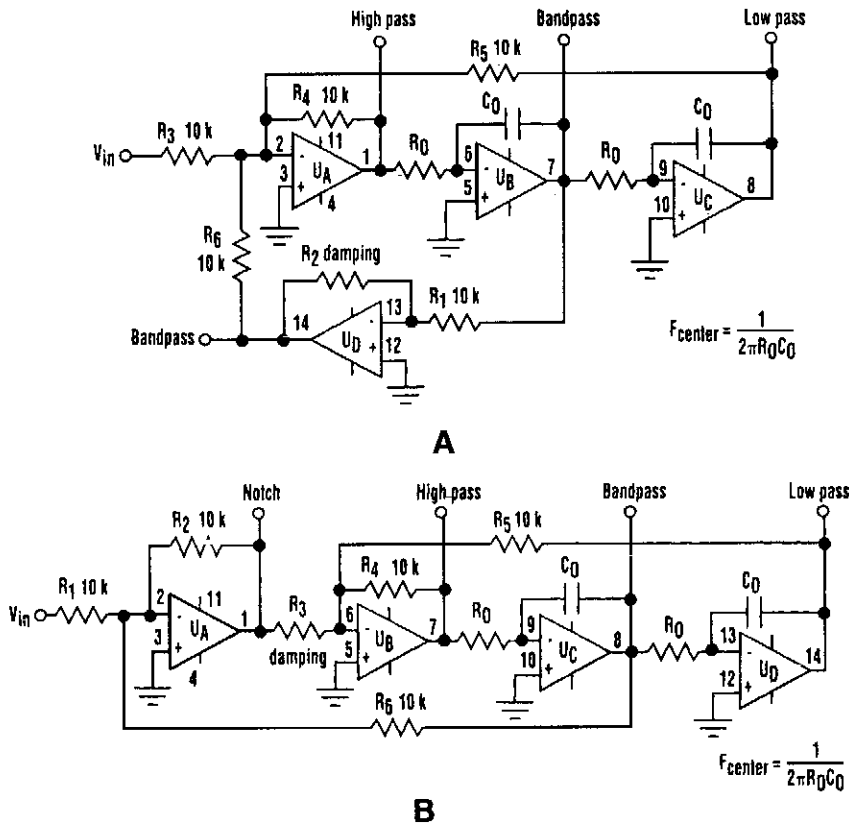 High pass
Bandpass
Low pass
R5 10 k
R4 10 k
C0
C0
R3 10 k
Vin
2
11
-
UA
1
3
+
4
R0
6
-
UB
7
5
+
R0
9
-
UC
8
10
+
R6
10 k
R2 damping
14
13
-
R1 10 k
Bandpass
UD
+
12
Fcenter = 1 / 2πR0C0
A
Notch
High pass
Bandpass
Low pass
R2 10 k
R5 10 k
R4 10 k
C0
C0
R1 10 k
Vin
2
11
-
UA
1
3
+
4
R3
damping
6
-
UB
7
5
+
R0
9
-
UC
8
10
+
R0
13
-
UD
14
12
+
R6 10 k
Fcenter = 1 / 2πR0C0
B